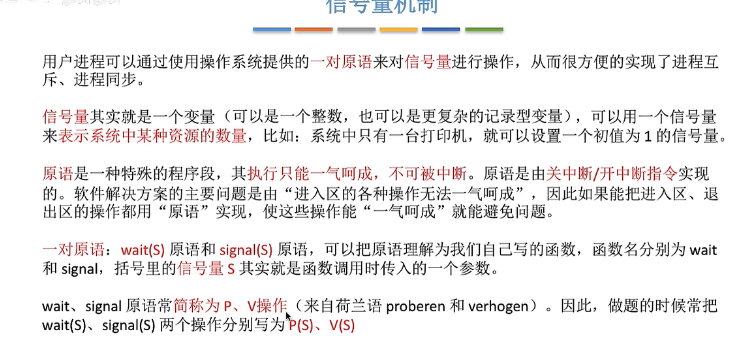 信号量机制
用户进程可以通过使用操作系统提供的一对原语来对信号量进行操作，从而很方便的实现了进程互
斥、进程同步。
信号量其实就是一个变量（可以是一个整数，也可以是更复杂的记录型变量），可以用一个信号量
来表示系统中某种资源的数量，比如：系统中只有一台打印机，就可以设置一个初值为 1 的信号量。
原语是一种特殊的程序段，其执行只能一气呵成，不可被中断。原语是由关中断/开中断指令实现
的。软件解决方案的主要问题是由“进入区的各种操作无法一气呵成”，因此如果能把进入区、退
出区的操作都用“原语”实现，使这些操作能“一气呵成”就能避免问题。
一对原语：wait(S) 原语和 signal(S) 原语，可以把原语理解为我们自己写的函数，函数名分别为 wait
和 signal，括号里的信号量 S 其实就是函数调用时传入的一个参数。
wait、signal 原语常简称为 P、V操作（来自荷兰语 proberen 和 verhogen）。因此，做题的时候常把
wait(S)、signal(S) 两个操作分别写为 P(S)、V(S)